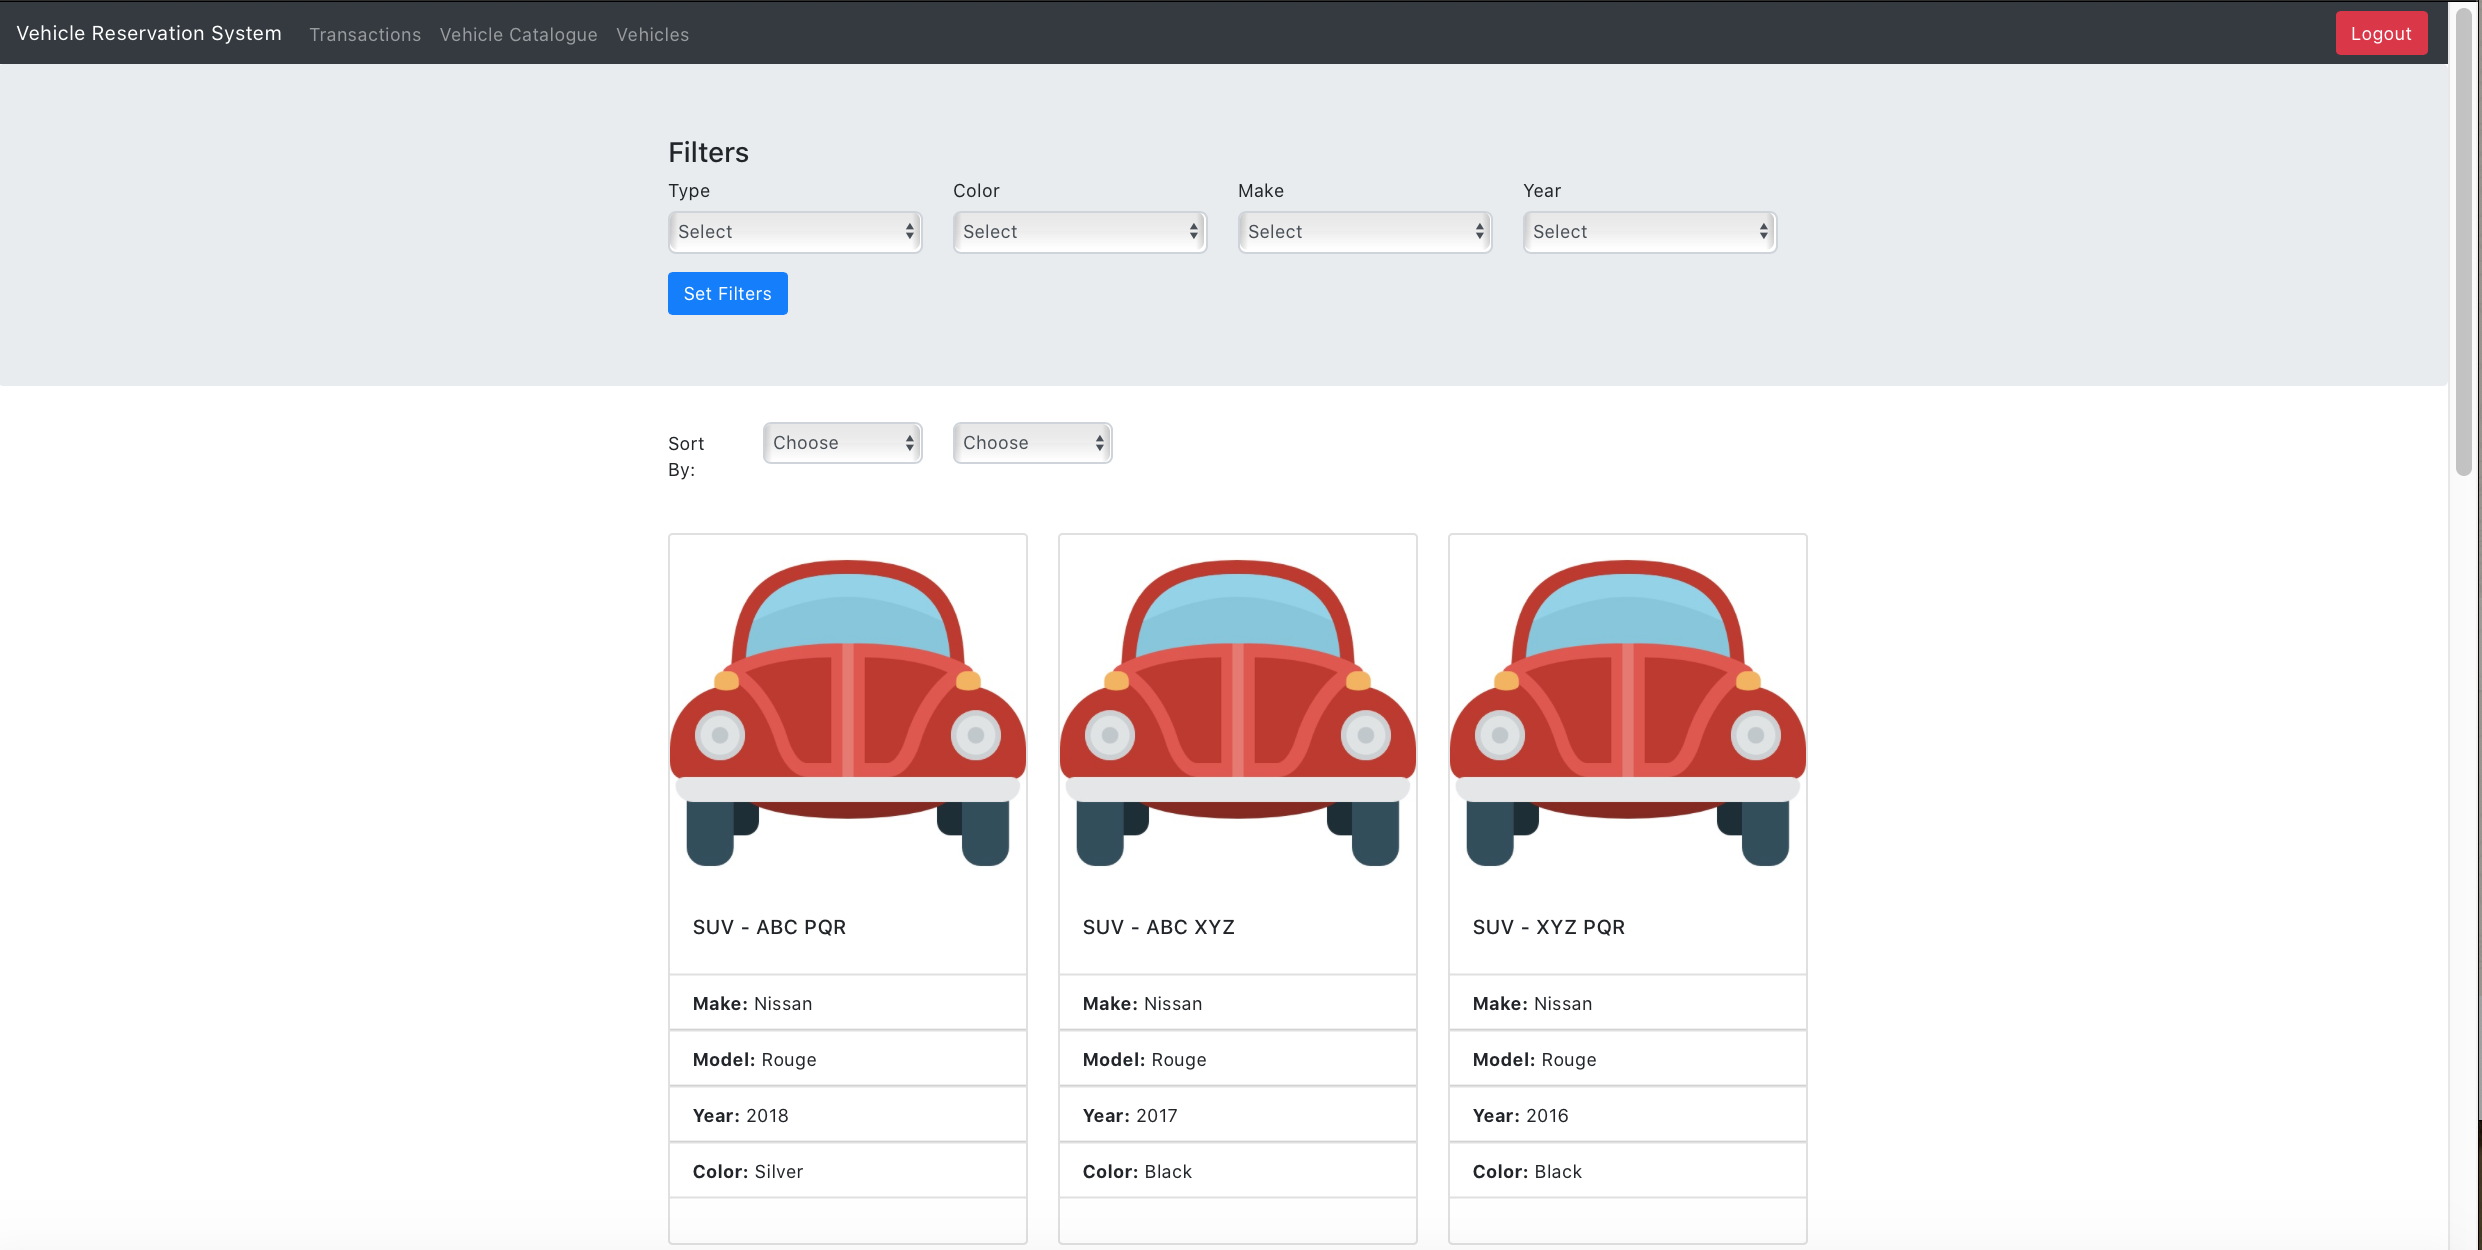 Vehicle Reservation System Transactions Vehicle Catalogue Vehicles Logout
Filters
Type Color Make Year
Select Select Select Select
Set Filters
Sort By: Choose Choose
SUV - ABC PQR
Make: Nissan
Model: Rouge
Year: 2018
Color: Silver
SUV - ABC XYZ
Make: Nissan
Model: Rouge
Year: 2017
Color: Black
SUV - XYZ PQR
Make: Nissan
Model: Rouge
Year: 2016
Color: Black